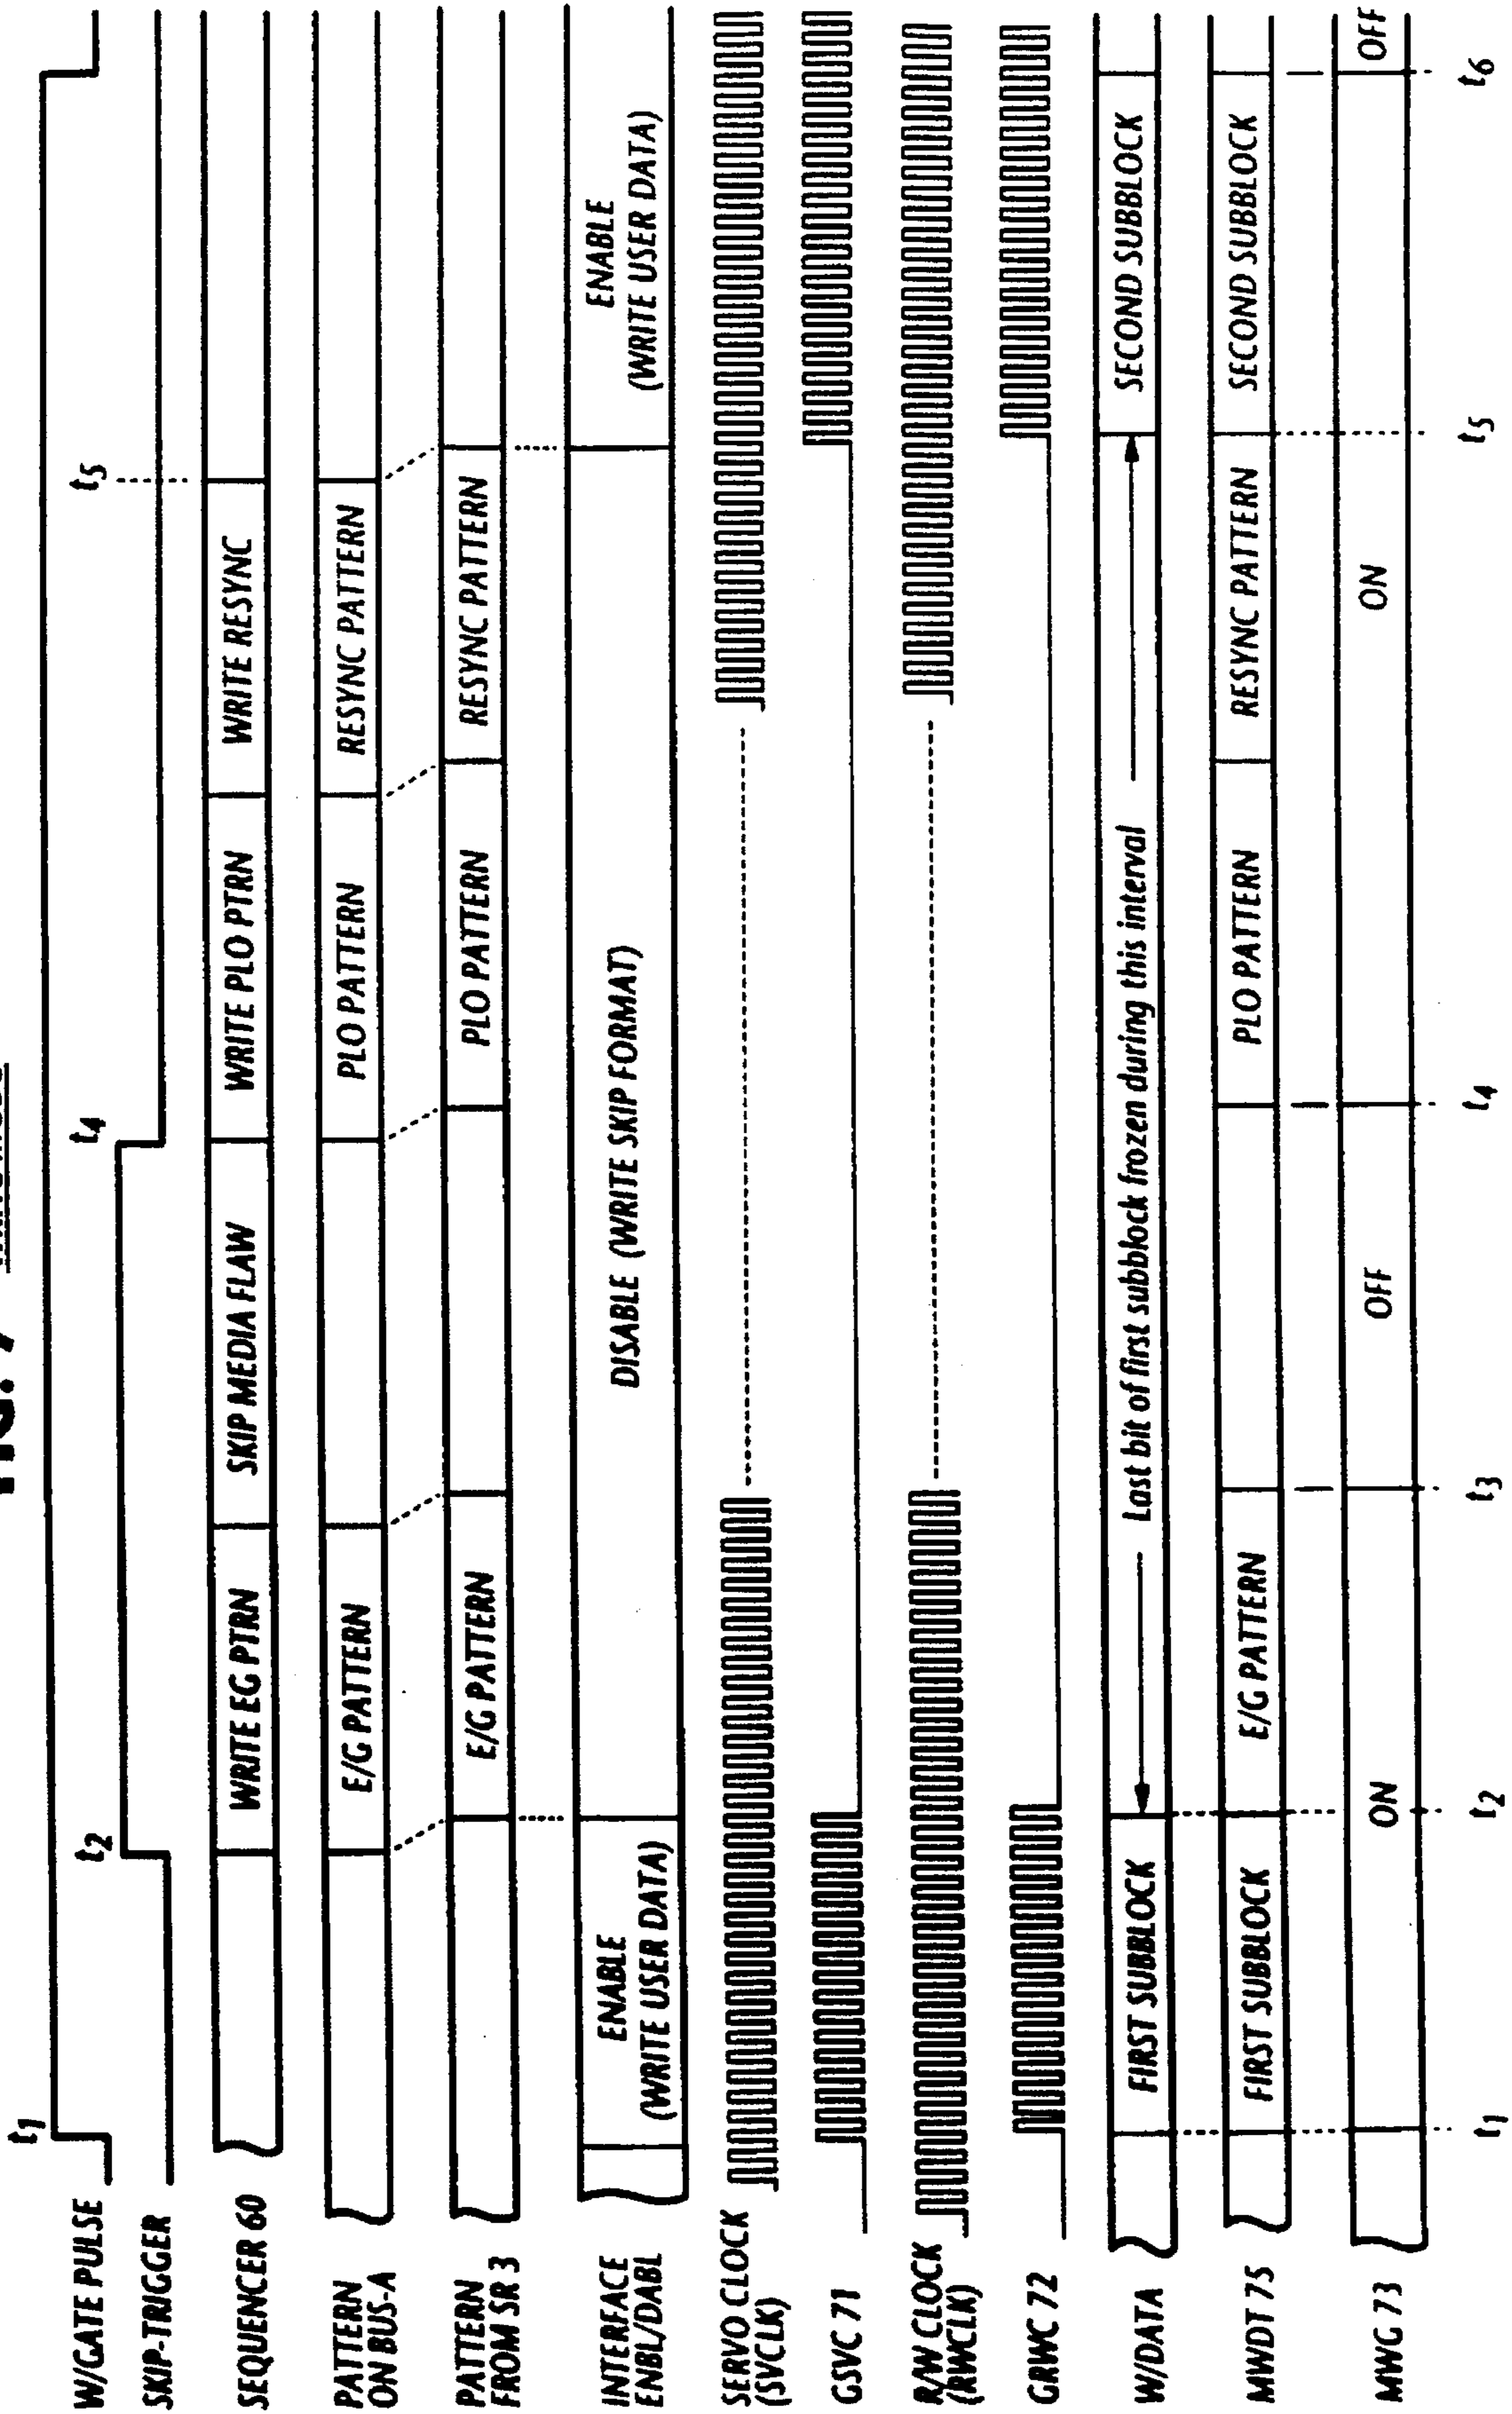 FIG. 7
t1 t2 t4 t5
W/GATE PULSE
SKIP-TRIGGER
SEQUENCER 60
WRITE EG PTRN SKIP MEDIA FLAW WRITE PLO PTRN WRITE RESYNC
PATTERN
ON BUS-A
E/G PATTERN PLO PATTERN RESYNC PATTERN
PATTERN
FROM SR 3
E/G PATTERN PLO PATTERN RESYNC PATTERN
INTERFACE
ENBL/DABL
ENABLE
(WRITE USER DATA)
DISABLE (WRITE SKIP FORMAT)
ENABLE
(WRITE USER DATA)
SERVO CLOCK
(SVCLK)
GSVC 71
R/W CLOCK
(RWCLK)
GRWC 72
W/DATA
FIRST SUBBLOCK Last bit of first subblock frozen during this interval SECOND SUBBLOCK
MWDT 75
FIRST SUBBLOCK E/G PATTERN PLO PATTERN RESYNC PATTERN SECOND SUBBLOCK
MWG 73
ON OFF ON OFF
t1 t2 t3 t4 t5 t6